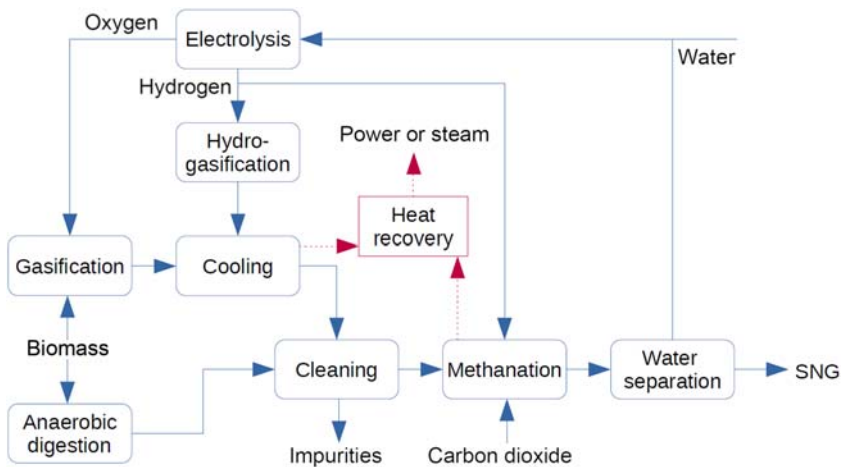 Oxygen
Electrolysis
Water
Hydrogen
Hydro-
gasification
Power or steam
Heat
recovery
Gasification
Cooling
Biomass
Cleaning
Methanation
Water
separation
SNG
Anaerobic
digestion
Impurities
Carbon dioxide